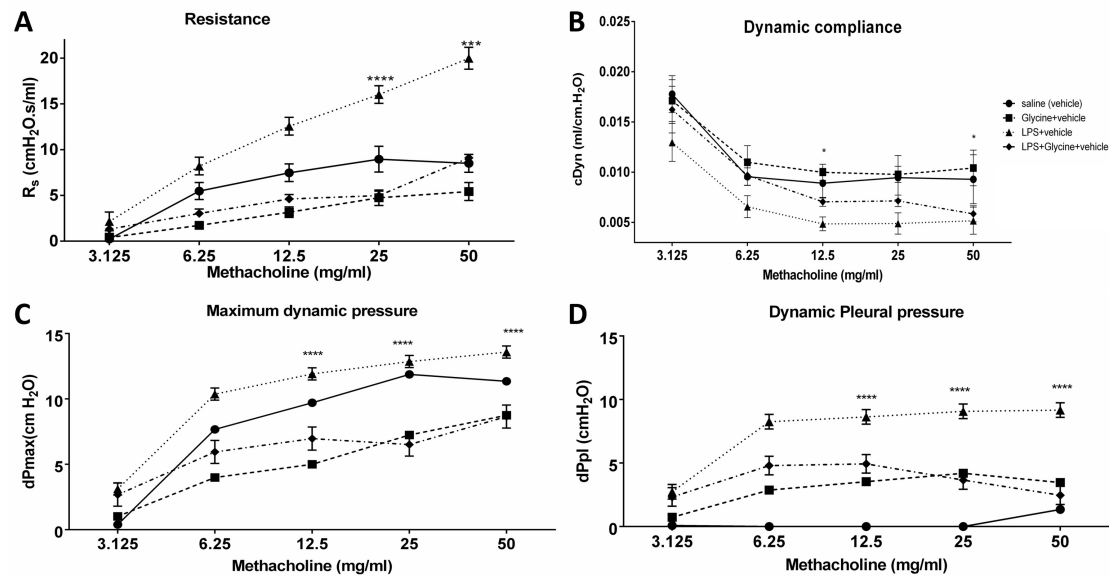 A
Resistance
20
15
10
5
0
R_s (cmH₂O.s/ml)
****
***
3.125 6.25 12.5 25 50
Methacholine (mg/ml)
B
Dynamic compliance
0.025
0.020
0.015
0.010
0.005
cDyn (ml/cm.H₂O)
*
*
3.125 6.25 12.5 25 50
Methacholine (mg/ml)
saline (vehicle)
Glycine+vehicle
LPS+vehicle
LPS+Glycine+vehicle
C
Maximum dynamic pressure
15
10
5
0
dPmax(cm H₂O)
****
****
****
3.125 6.25 12.5 25 50
Methacholine (mg/ml)
D
Dynamic Pleural pressure
15
10
5
0
dPpl (cmH₂O)
****
****
****
3.125 6.25 12.5 25 50
Methacholine (mg/ml)